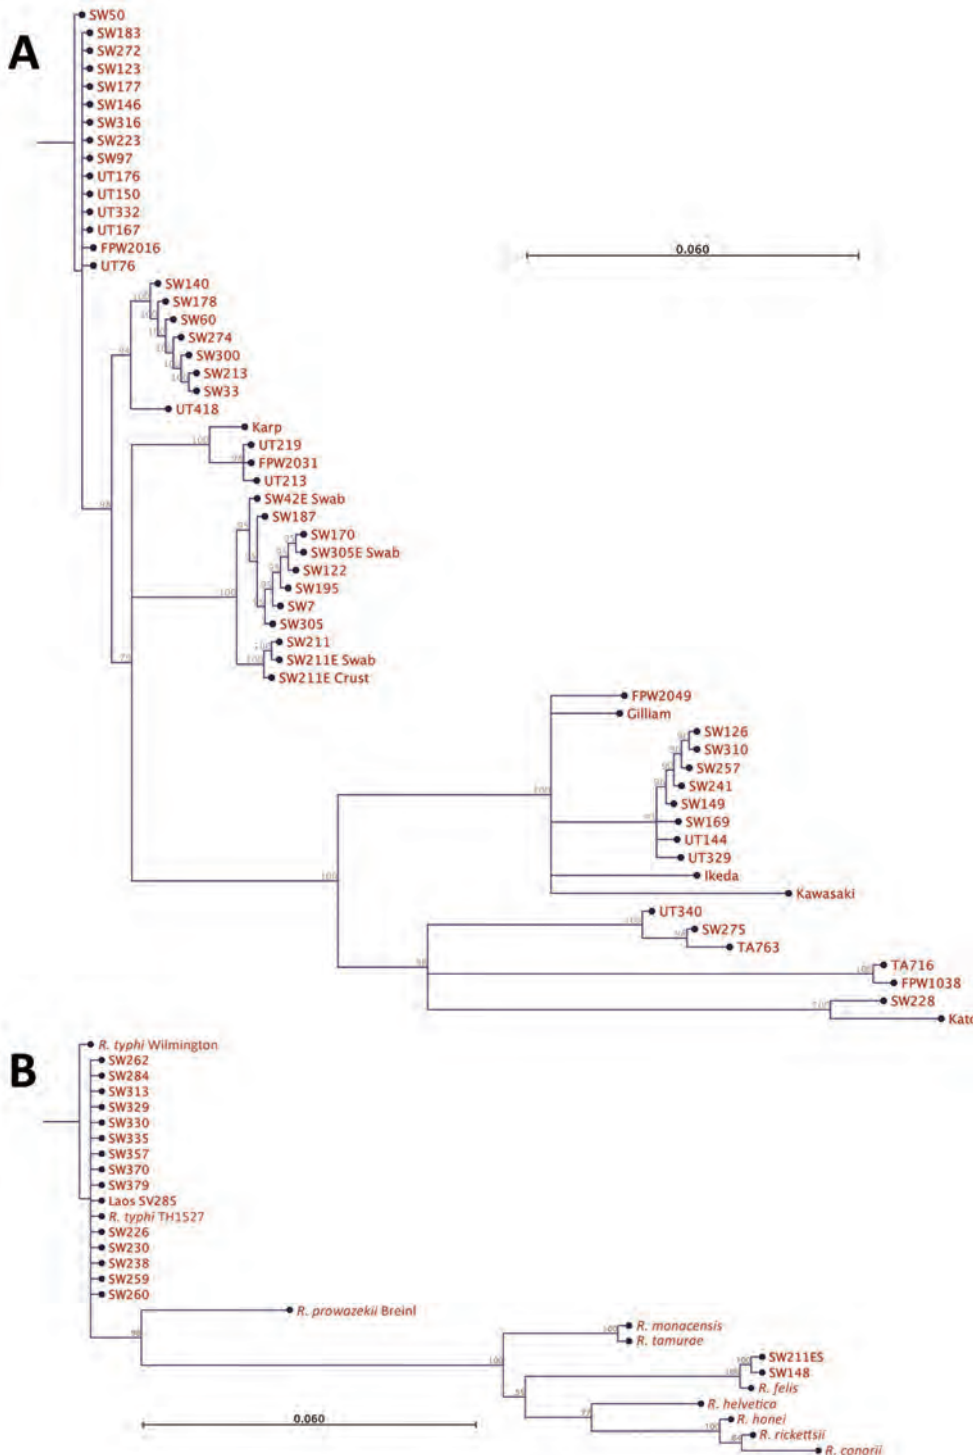 A
SW50
SW183
SW272
SW123
SW177
SW146
SW316
SW223
SW97
UT176
UT150
UT332
UT167
FPW2016
UT76
0.060
SW140
SW178
SW60
SW274
SW300
SW213
SW33
UT418
Karp
UT219
FPW2031
UT213
SW42E Swab
SW187
SW170
SW305E Swab
SW122
SW195
SW7
SW305
SW211
SW211E Swab
SW211E Crust
FPW2049
Gilliam
SW126
SW310
SW257
SW241
SW149
SW169
UT144
UT329
Ikeda
Kawasaki
UT340
SW275
TA763
TA716
FPW1038
SW228
Kato
B
R. typhi Wilmington
SW262
SW284
SW313
SW329
SW330
SW335
SW357
SW370
SW379
Laos SV285
R. typhi TH1527
SW226
SW230
SW238
SW259
SW260
R. prowazekii Breinl
R. monacensis
R. tamurae
SW211ES
SW148
R. felis
R. helvetica
R. honei
R. rickettsii
R. conorii
0.060